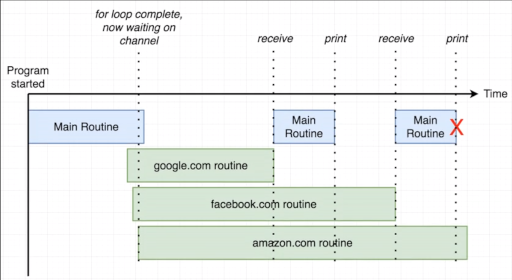 for loop complete,
now waiting on
channel
receive
print
receive
print
Program
started
Time
Main Routine
Main
Routine
Main
Routine
google.com routine
facebook.com routine
amazon.com routine